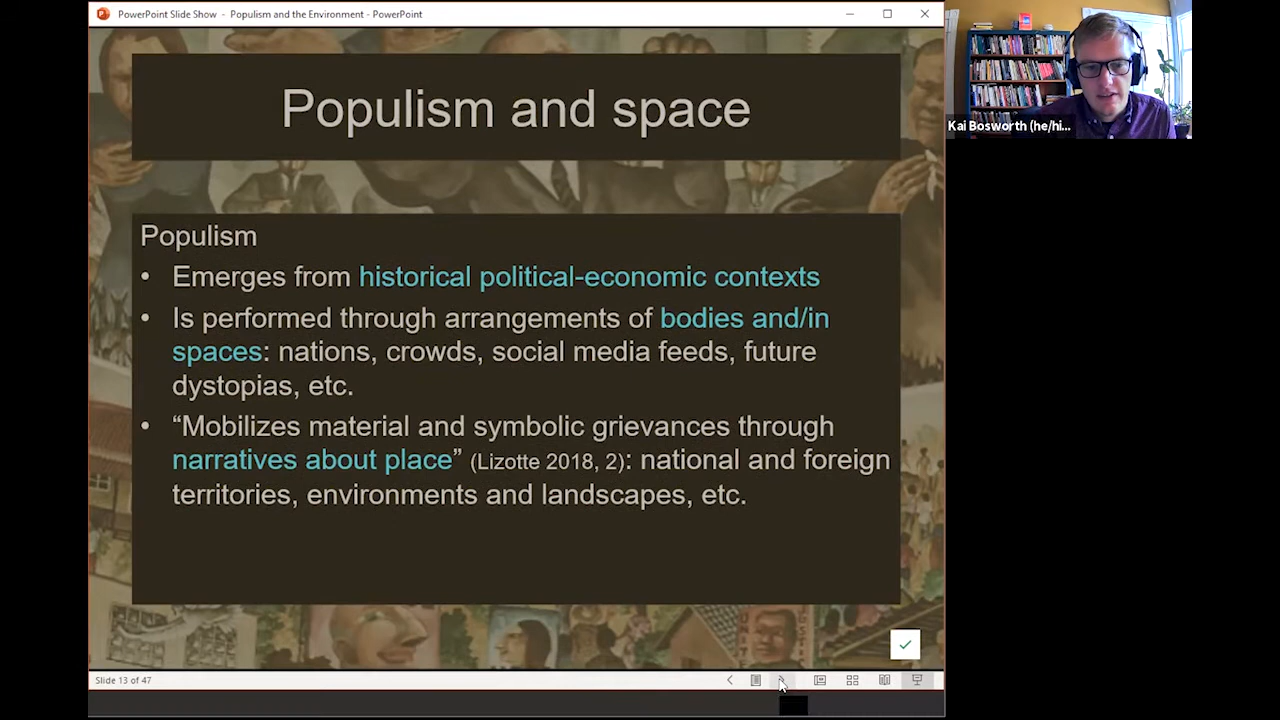 PowerPoint Slide Show - Populism and the Environment - PowerPoint
Populism and space
Populism
• Emerges from historical political-economic contexts
• Is performed through arrangements of bodies and/in
spaces: nations, crowds, social media feeds, future
dystopias, etc.
• “Mobilizes material and symbolic grievances through
narratives about place” (Lizotte 2018, 2): national and foreign
territories, environments and landscapes, etc.
Slide 13 of 47
Kai Bosworth (he/hi...